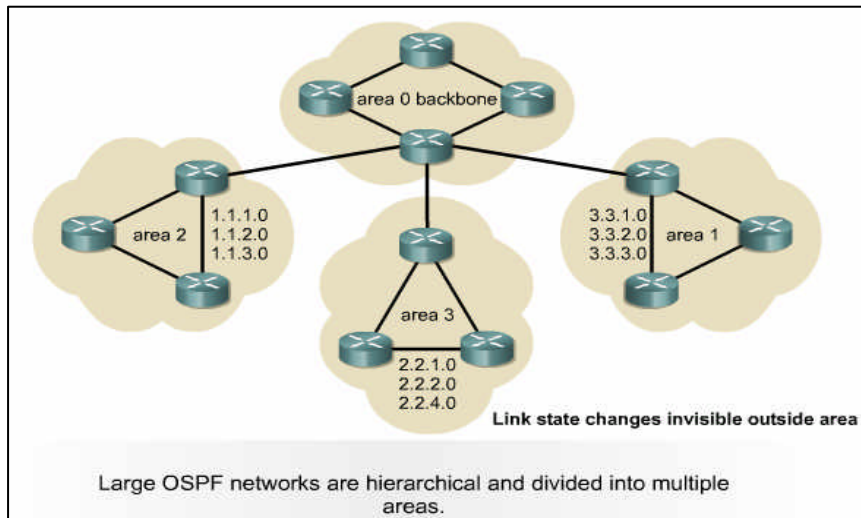 area 0 backbone
area 2
1.1.1.0
1.1.2.0
1.1.3.0
3.3.1.0
3.3.2.0
3.3.3.0
area 1
area 3
2.2.1.0
2.2.2.0
2.2.4.0
Link state changes invisible outside area
Large OSPF networks are hierarchical and divided into multiple
areas.